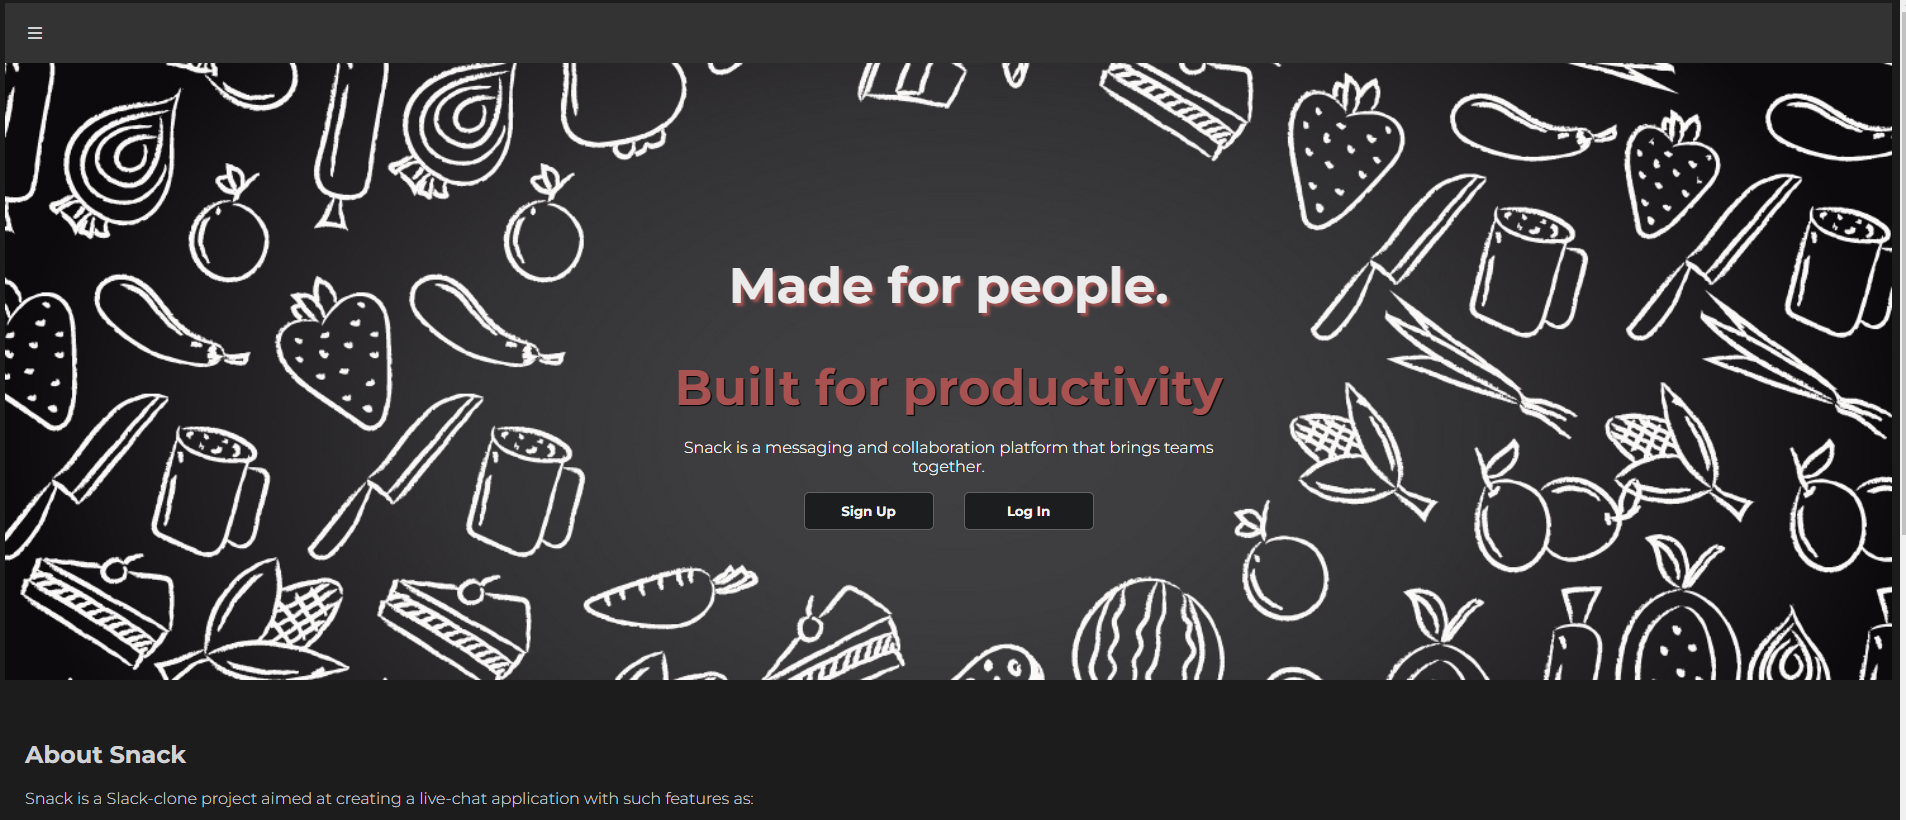 Made for people.
Built for productivity
Snack is a messaging and collaboration platform that brings teams
together.
Sign Up
Log In
About Snack
Snack is a Slack-clone project aimed at creating a live-chat application with such features as: